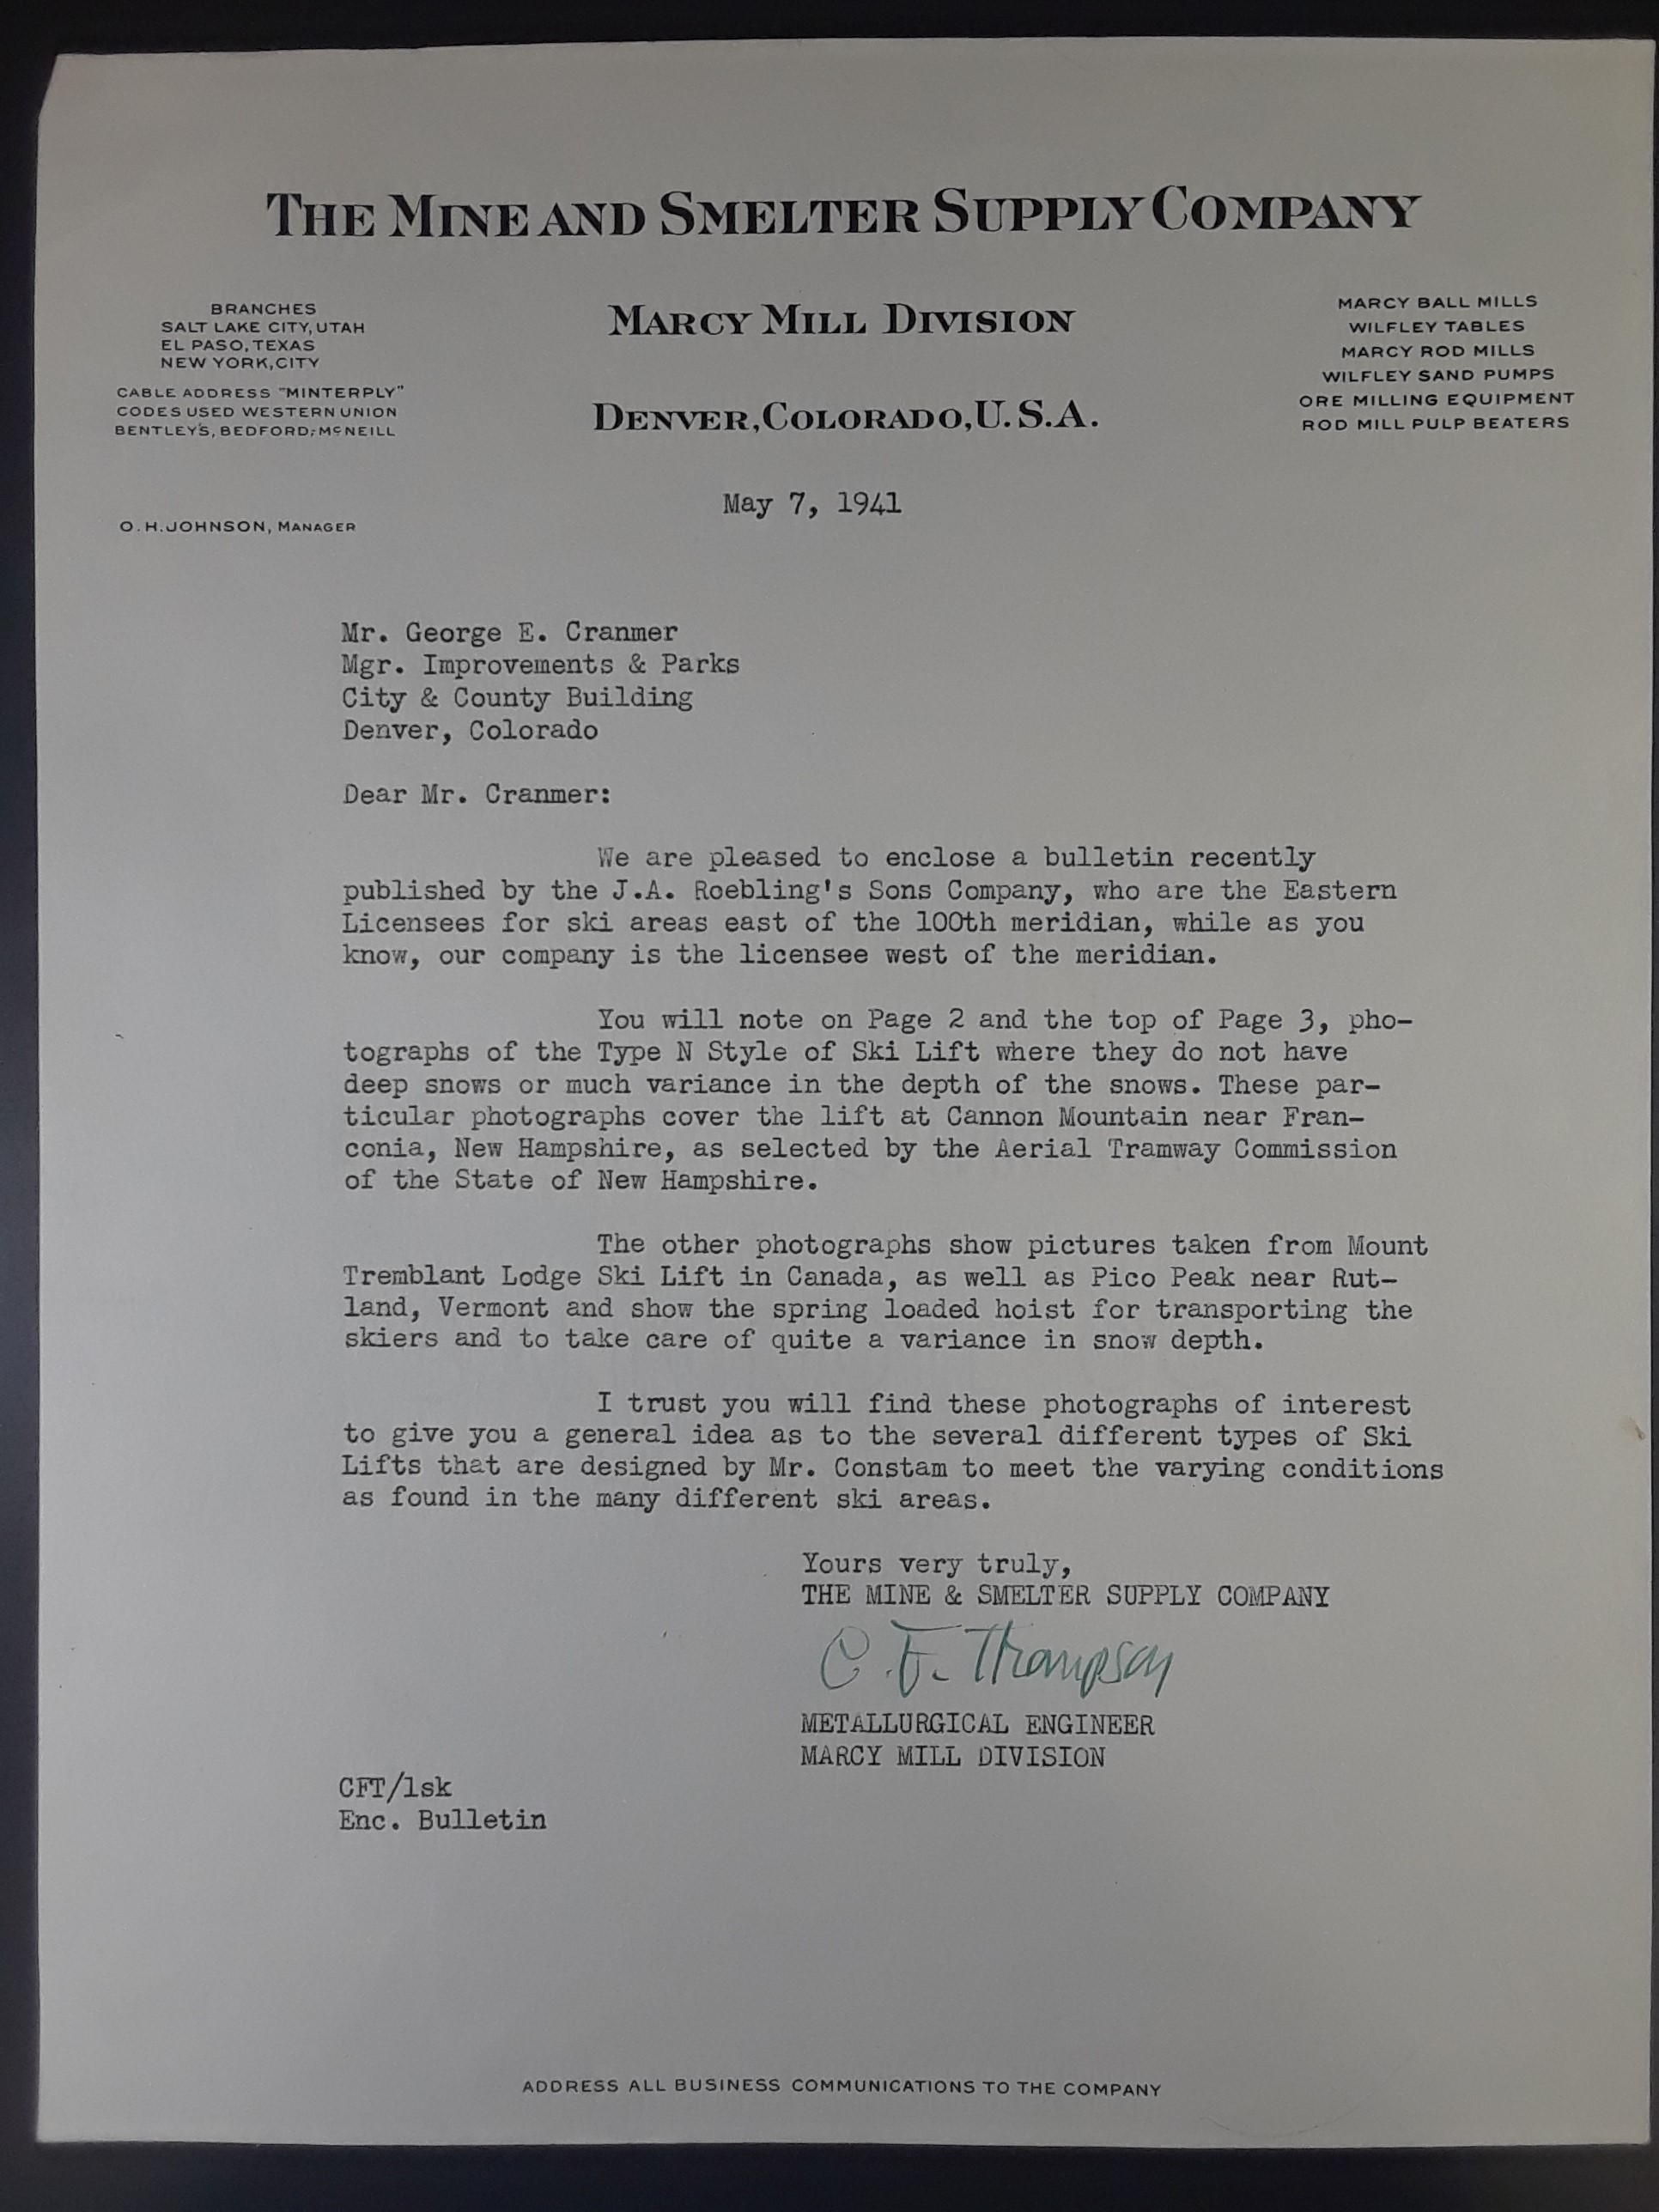 THE MINE AND SMELTER SUPPLY COMPANY
BRANCHES
SALT LAKE CITY, UTAH
EL PASO, TEXAS
NEW YORK, CITY
CABLE ADDRESS "MINTERPLY"
CODES USED WESTERN UNION
BENTLEY'S, BEDFORD-McNEILL
MARCY MILL DIVISION
DENVER, COLORADO, U.S.A.
MARCY BALL MILLS
WILFLEY TABLES
MARCY ROD MILLS
WILFLEY SAND PUMPS
ORE MILLING EQUIPMENT
ROD MILL PULP BEATERS
May 7, 1941
O.H. JOHNSON, MANAGER
Mr. George E. Cranmer
Mgr. Improvements & Parks
City & County Building
Denver, Colorado
Dear Mr. Cranmer:
We are pleased to enclose a bulletin recently
published by the J.A. Roebling's Sons Company, who are the Eastern
Licensees for ski areas east of the 100th meridian, while as you
know, our company is the licensee west of the meridian.
You will note on Page 2 and the top of Page 3, pho-
tographs of the Type N Style of Ski Lift where they do not have
deep snows or much variance in the depth of the snows. These par-
ticular photographs cover the lift at Cannon Mountain near Fran-
conia, New Hampshire, as selected by the Aerial Tramway Commission
of the State of New Hampshire.
The other photographs show pictures taken from Mount
Tremblant Lodge Ski Lift in Canada, as well as Pico Peak near Rut-
land, Vermont and show the spring loaded hoist for transporting the
skiers and to take care of quite a variance in snow depth.
I trust you will find these photographs of interest
to give you a general idea as to the several different types of Ski
Lifts that are designed by Mr. Constam to meet the varying conditions
as found in the many different ski areas.
Yours very truly,
THE MINE & SMELTER SUPPLY COMPANY
C. F. Thompson
METALLURGICAL ENGINEER
MARCY MILL DIVISION
CFT/lsk
Enc. Bulletin
ADDRESS ALL BUSINESS COMMUNICATIONS TO THE COMPANY